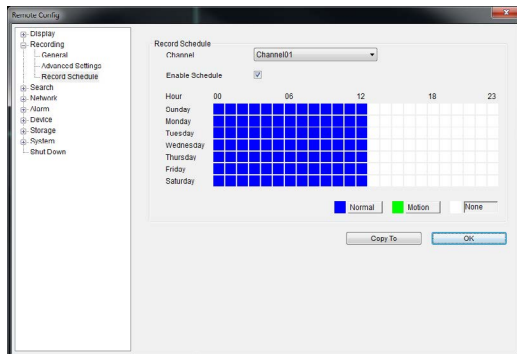 Remote Config
Display
Recording
General
Advanced Settings
Record Schedule
Search
Network
Alarm
Device
Storage
System
Shut Down
Record Schedule
Channel Channel01
Enable Schedule
Hour 00 06 12 18 23
Sunday
Monday
Tuesday
Wednesday
Thursday
Friday
Saturday
Normal Motion None
Copy To OK